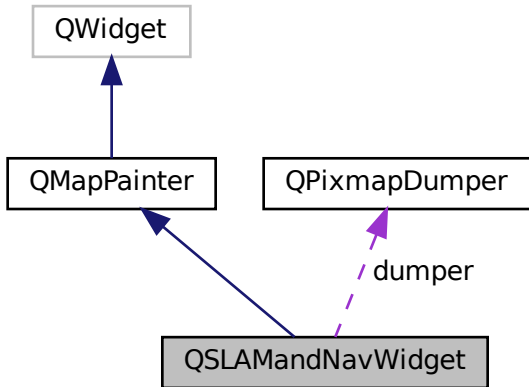 QWidget
QMapPainter
QPixmapDumper
dumper
QSLAMandNavWidget